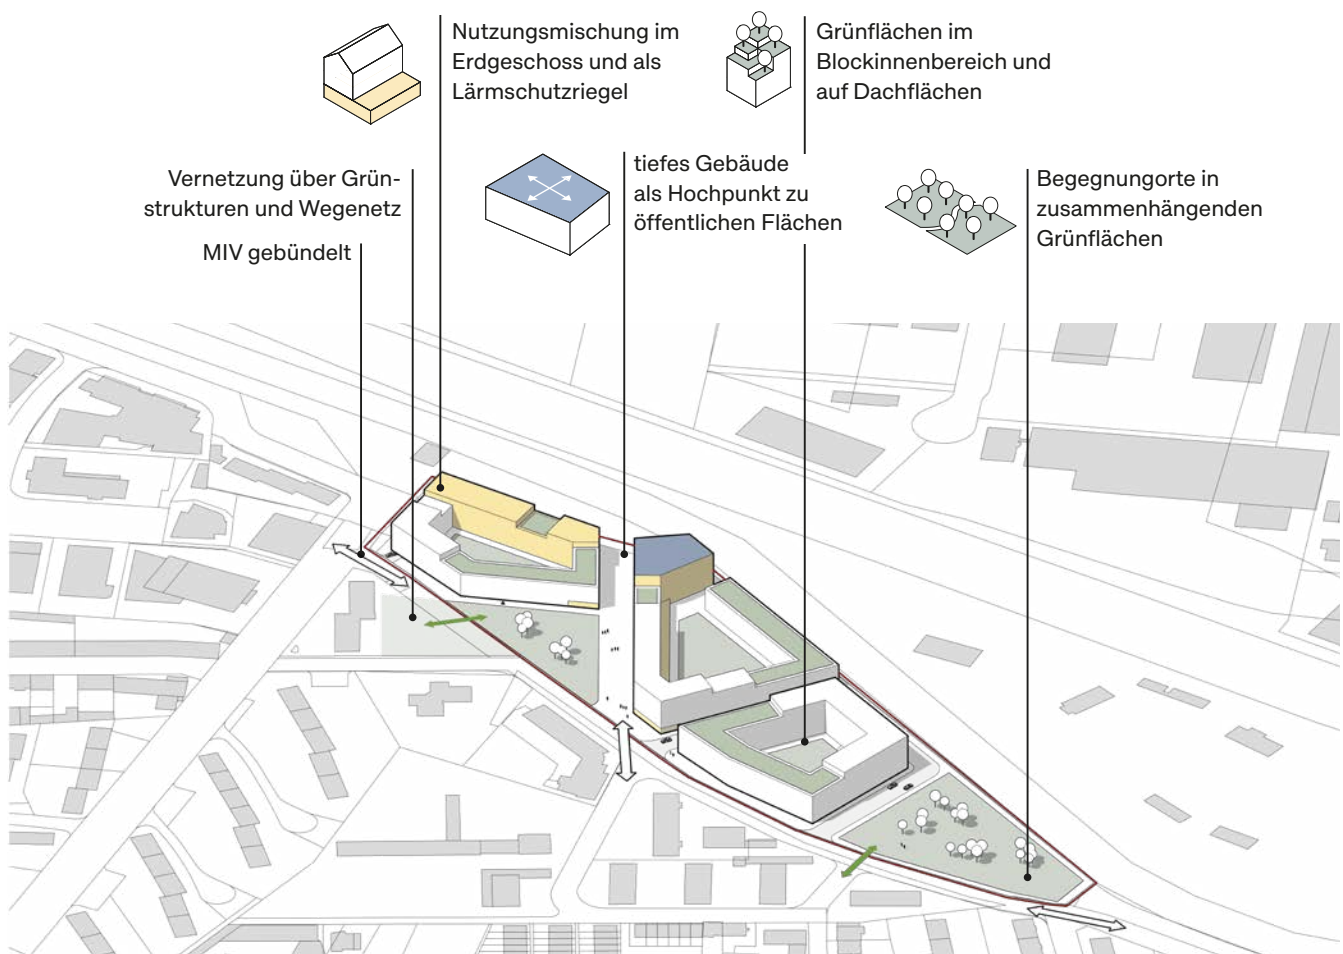 Nutzungsmischung im
Erdgeschoss und als
Lärmschutzriegel
Grünflächen im
Blockinnenbereich und
auf Dachflächen
Vernetzung über Grün-
strukturen und Wegenetz
MIV gebündelt
tiefes Gebäude
als Hochpunkt zu
öffentlichen Flächen
Begegnungorte in
zusammenhängenden
Grünflächen